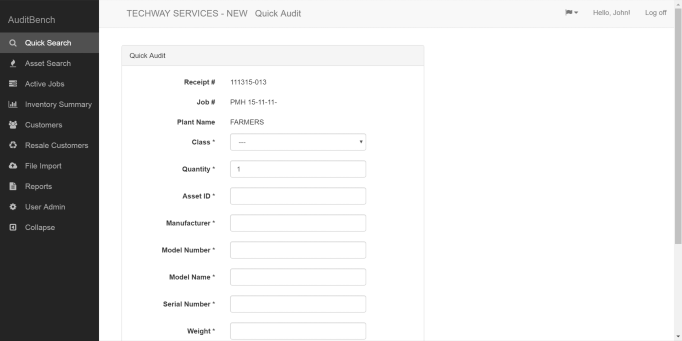 AuditBench
TECHWAY SERVICES - NEW Quick Audit
Hello, John!
Log off
Quick Search
Asset Search
Active Jobs
Inventory Summary
Customers
Resale Customers
File Import
Reports
User Admin
Collapse
Quick Audit
Receipt # 111315-013
Job # PMH 15-11-11-
Plant Name FARMERS
Class * ---
Quantity * 1
Asset ID *
Manufacturer *
Model Number *
Model Name *
Serial Number *
Weight *